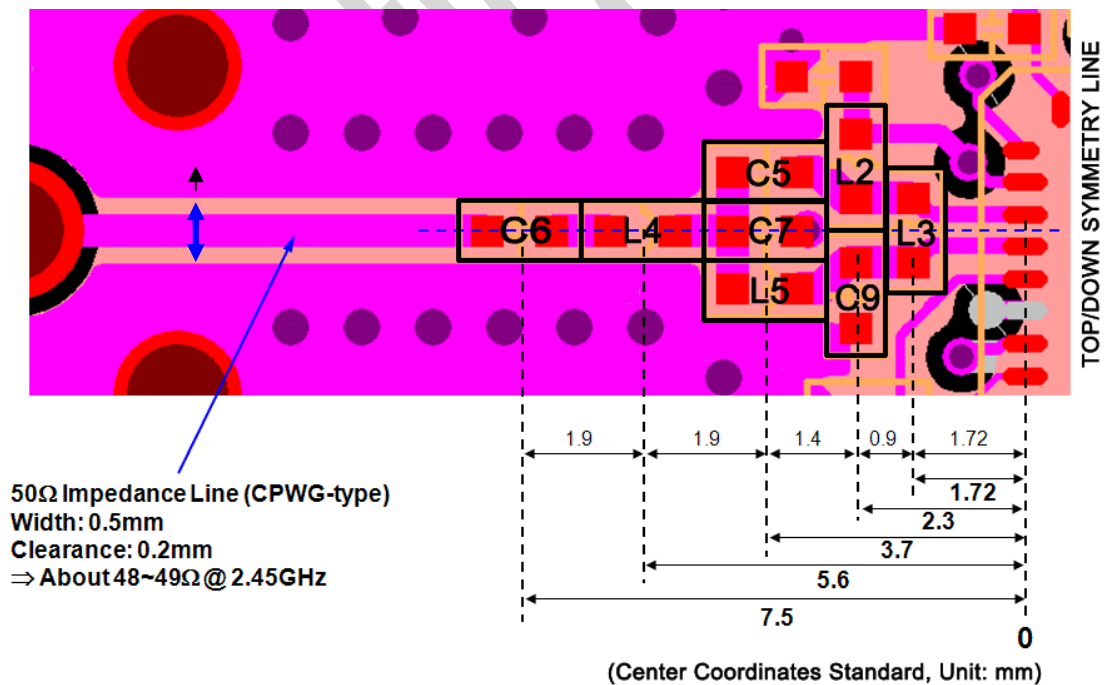 TOP/DOWN SYMMETRY LINE
C5
L2
C6
L4
C7
L3
L5
C9
1.9
1.9
1.4
0.9
1.72
1.72
2.3
3.7
5.6
7.5
0
50Ω Impedance Line (CPWG-type)
Width: 0.5mm
Clearance: 0.2mm
⇒ About 48~49Ω @ 2.45GHz
(Center Coordinates Standard, Unit: mm)